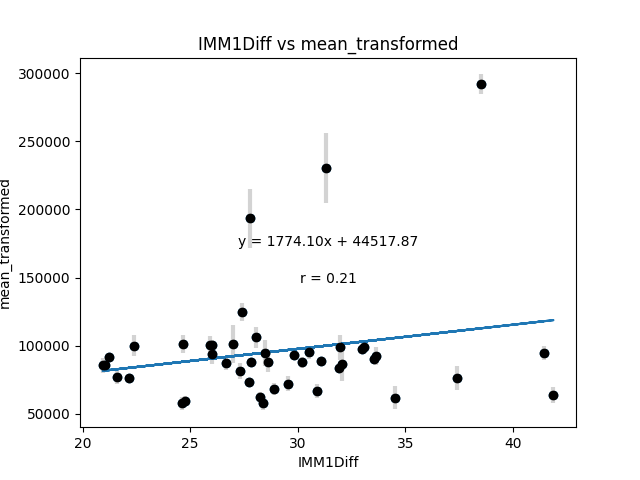 IMM1Diff vs mean_transformed
300000
250000
200000
150000
100000
50000
mean_transformed
y = 1774.10x + 44517.87
r = 0.21
20 25 30 35 40
IMM1Diff